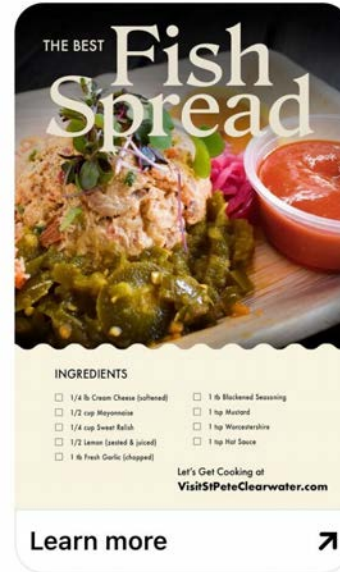 THE BEST Fish
Spread
INGREDIENTS
1/4 lb Cream Cheese (softened)
1/2 cup Mayonnaise
1/4 cup Sweet Relish
1/2 Lemon (zested & juiced)
1 tb Fresh Garlic (chopped)
1 tb Blackened Seasoning
1 tsp Mustard
1 tsp Worcestershire
1 tsp Hot Sauce
Let's Get Cooking at
VisitStPeteClearwater.com
Learn more